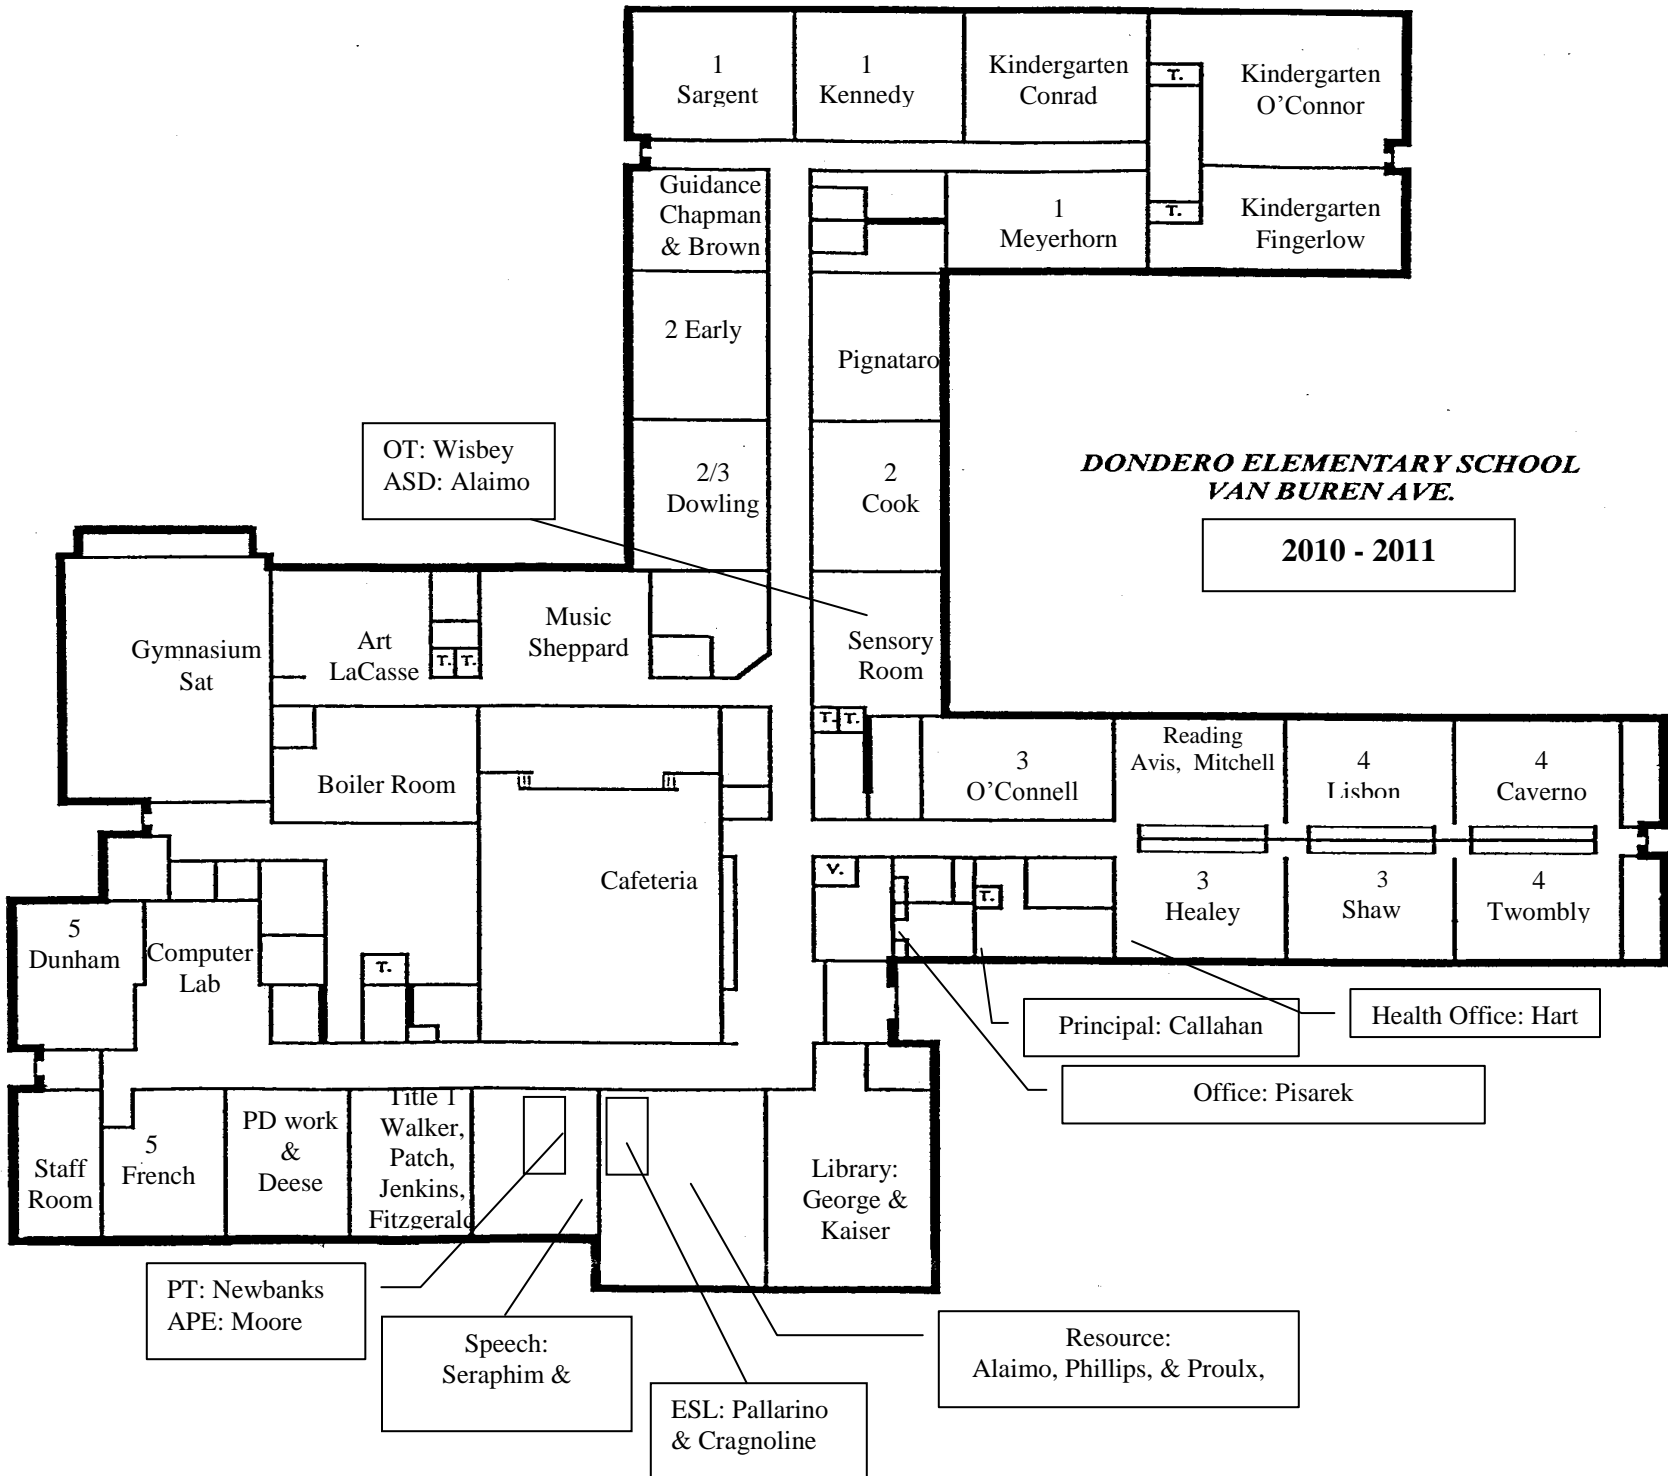 1
Sargent
1
Kennedy
Kindergarten
Conrad
T.
Kindergarten
O'Connor
Guidance
Chapman
& Brown
1
Meyerhorn
T.
Kindergarten
Fingerlow
2 Early
Pignataro
OT: Wisbey
ASD: Alaimo
2/3
Dowling
2
Cook
DONDERO ELEMENTARY SCHOOL
VAN BUREN AVE.
2010 - 2011
Gymnasium
Sat
Art
LaCasse
T. T.
Music
Sheppard
Sensory
Room
T. T.
Boiler Room
3
O'Connell
Reading
Avis, Mitchell
4
Lisbon
4
Caverno
Cafeteria
V.
T.
3
Healey
3
Shaw
4
Twombly
5
Dunham
Computer
Lab
T.
Principal: Callahan
Health Office: Hart
Office: Pisarek
Staff
Room
5
French
PD work
&
Deese
Title 1
Walker,
Patch,
Jenkins,
Fitzgerald
Library:
George &
Kaiser
PT: Newbanks
APE: Moore
Speech:
Seraphim &
ESL: Pallarino
& Cragnoline
Resource:
Alaimo, Phillips, & Proulx,